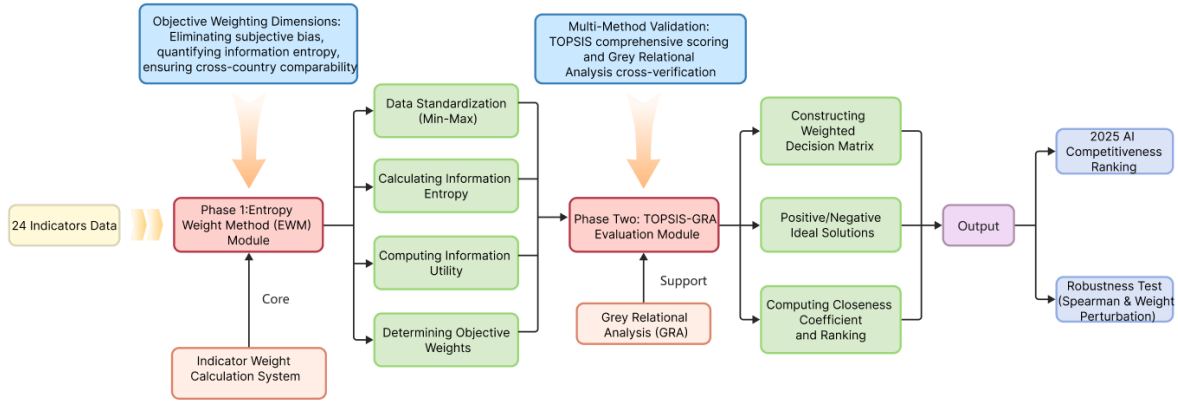 Objective Weighting Dimensions:
Eliminating subjective bias,
quantifying information entropy,
ensuring cross-country comparability
Multi-Method Validation:
TOPSIS comprehensive scoring
and Grey Relational
Analysis cross-verification
24 Indicators Data
Phase 1:Entropy
Weight Method (EWM)
Module
Core
Indicator Weight
Calculation System
Data Standardization
(Min-Max)
Calculating Information
Entropy
Computing Information
Utility
Determining Objective
Weights
Phase Two: TOPSIS-GRA
Evaluation Module
Support
Grey Relational
Analysis (GRA)
Constructing
Weighted
Decision Matrix
Positive/Negative
Ideal Solutions
Computing Closeness
Coefficient
and Ranking
Output
2025 AI
Competitiveness
Ranking
Robustness Test
(Spearman & Weight
Perturbation)